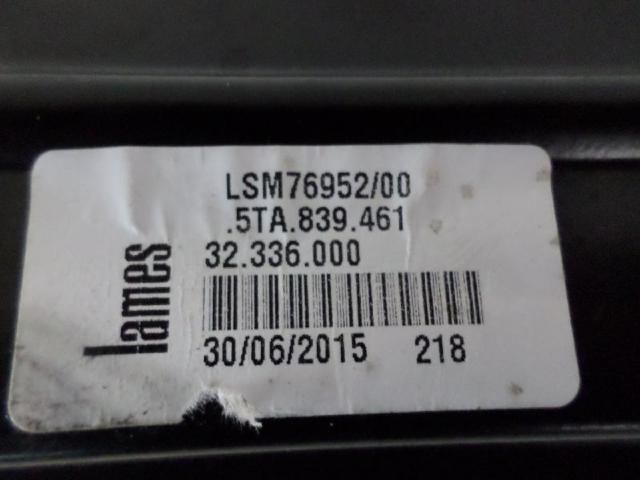 LSM76952/00
.5TA.839.461
32.336.000
lames
30/06/2015 218